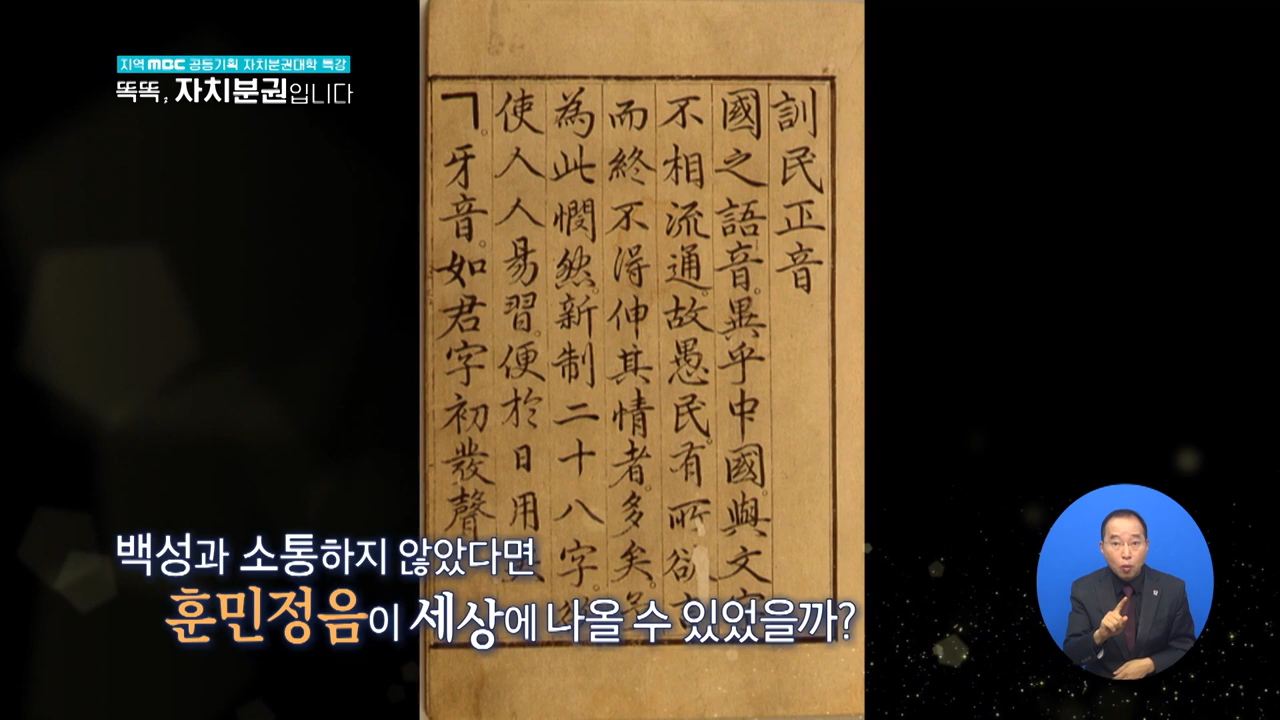 지역 MBC 공동기획 자치분권대학 특강
똑똑, 자치분권입니다
訓民正音
國之語音。異乎中國。與文字
不相流通。故愚民。有所欲言
而終不得伸其情者。多矣。予
為此憫然。新制二十八字。
使人人易習。便於日用
ㄱ。牙音。如君字初發聲
백성과 소통하지 않았다면
훈민정음이 세상에 나올 수 있었을까?